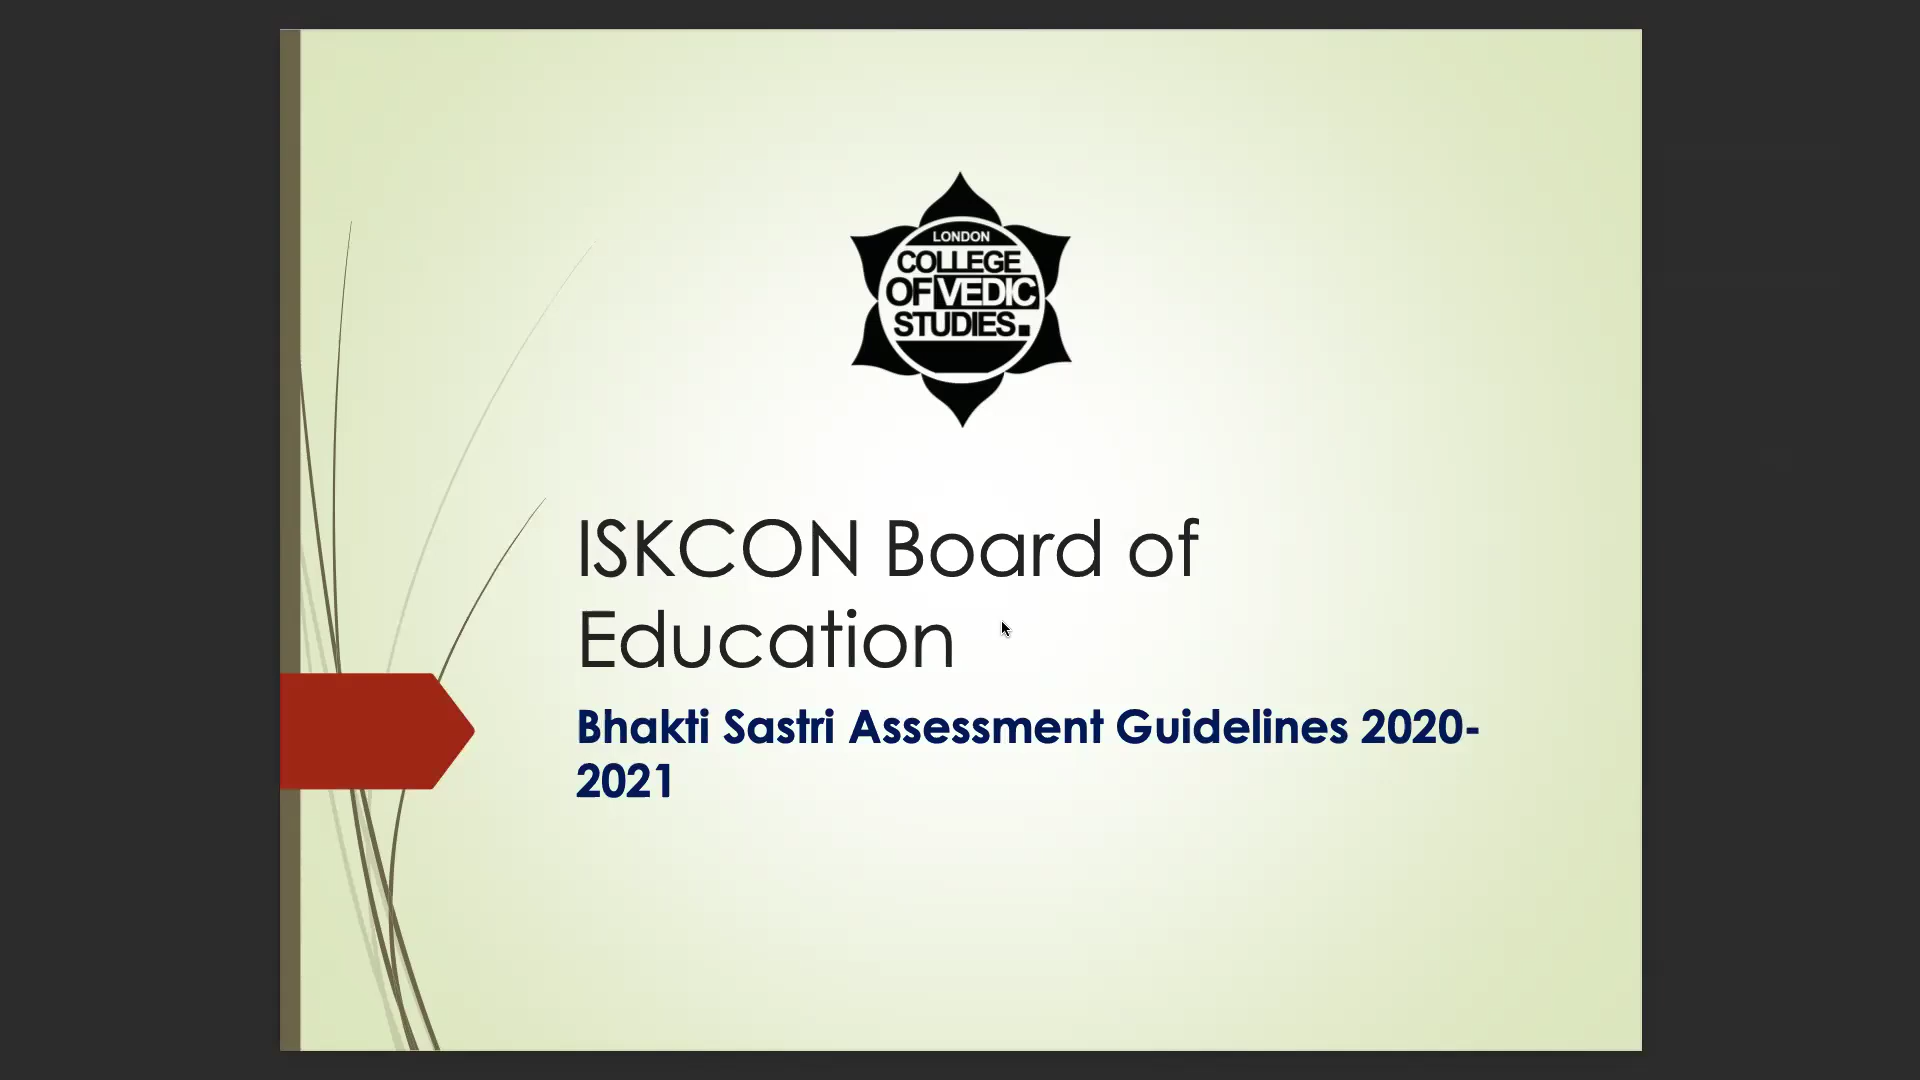 LONDON
COLLEGE
OF VEDIC
STUDIES.
ISKCON Board of
Education
Bhakti Sastri Assessment Guidelines 2020-
2021